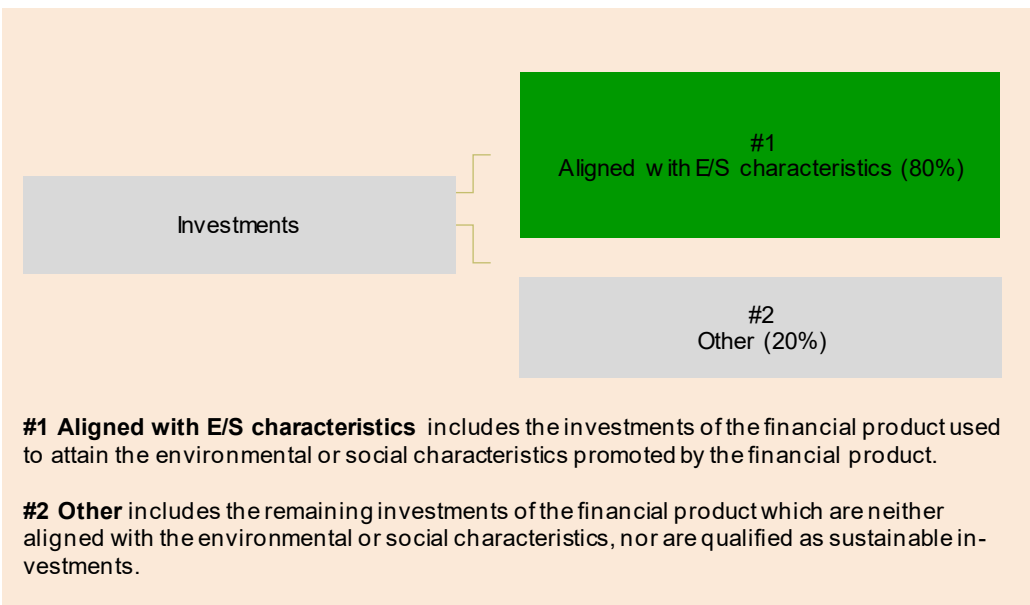 Investments
#1
Aligned with E/S characteristics (80%)
#2
Other (20%)
#1 Aligned with E/S characteristics includes the investments of the financial product used
to attain the environmental or social characteristics promoted by the financial product.
#2 Other includes the remaining investments of the financial product which are neither
aligned with the environmental or social characteristics, nor are qualified as sustainable in-
vestments.